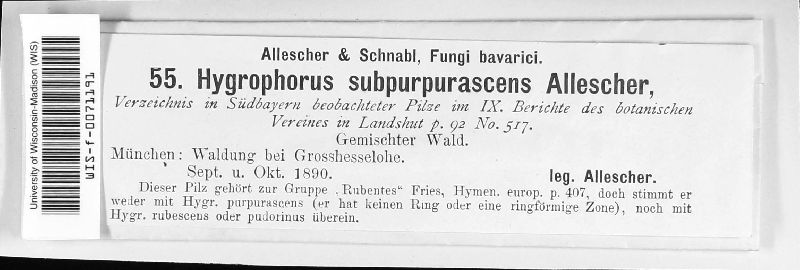 University of Wisconsin-Madison (WIS)
WIS-f-0071191
Allescher & Schnabl, Fungi bavarici.
55. Hygrophorus subpurpurascens Allescher,
Verzeichnis in Südbayern beobachteter Pilze im IX. Berichte des botanischen
Vereines in Landshut p. 92 No. 517.
Gemischter Wald.
München: Waldung bei Grosshesselohe.
Sept. u. Okt. 1890. leg. Allescher.
Dieser Pilz gehört zur Gruppe „Rubentes“ Fries, Hymen. europ. p. 407, doch stimmt er
weder mit Hygr. purpurascens (er hat keinen Ring oder eine ringförmige Zone), noch mit
Hygr. rubescens oder pudorinus überein.